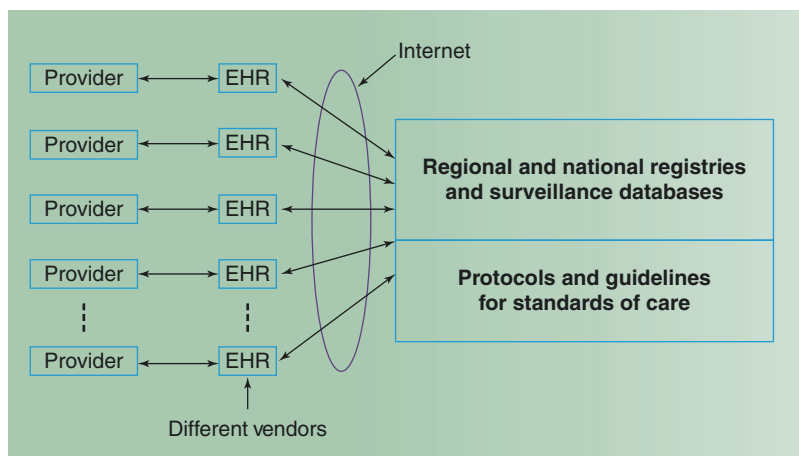 Internet
Provider
EHR
Provider
EHR
Provider
EHR
Provider
EHR
Provider
EHR
Regional and national registries
and surveillance databases
Protocols and guidelines
for standards of care
Different vendors